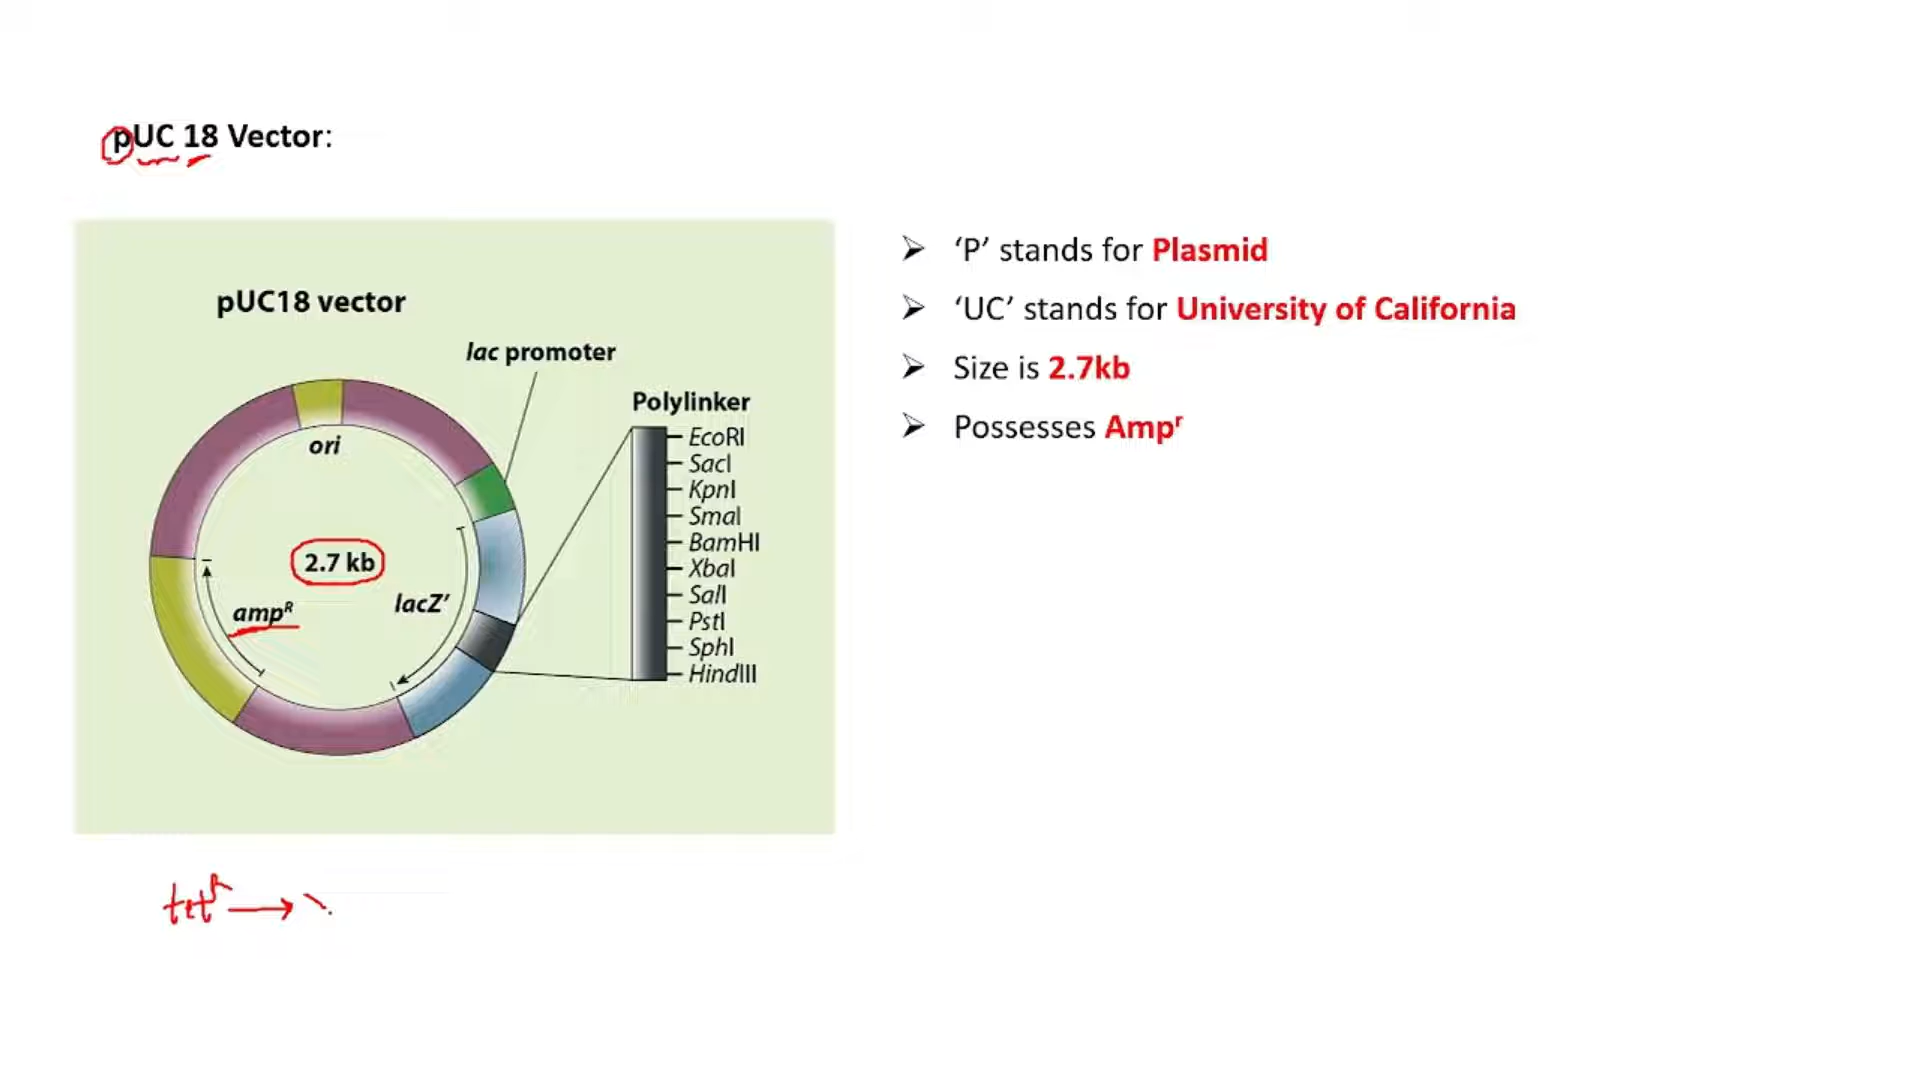 pUC 18 Vector:
pUC18 vector
lac promoter
Polylinker
EcoRI
SacI
KpnI
SmaI
BamHI
XbaI
SalI
PstI
SphI
HindIII
ori
2.7 kb
ampR
lacZ’
‘P’ stands for Plasmid
‘UC’ stands for University of California
Size is 2.7kb
Possesses Ampr
tetR